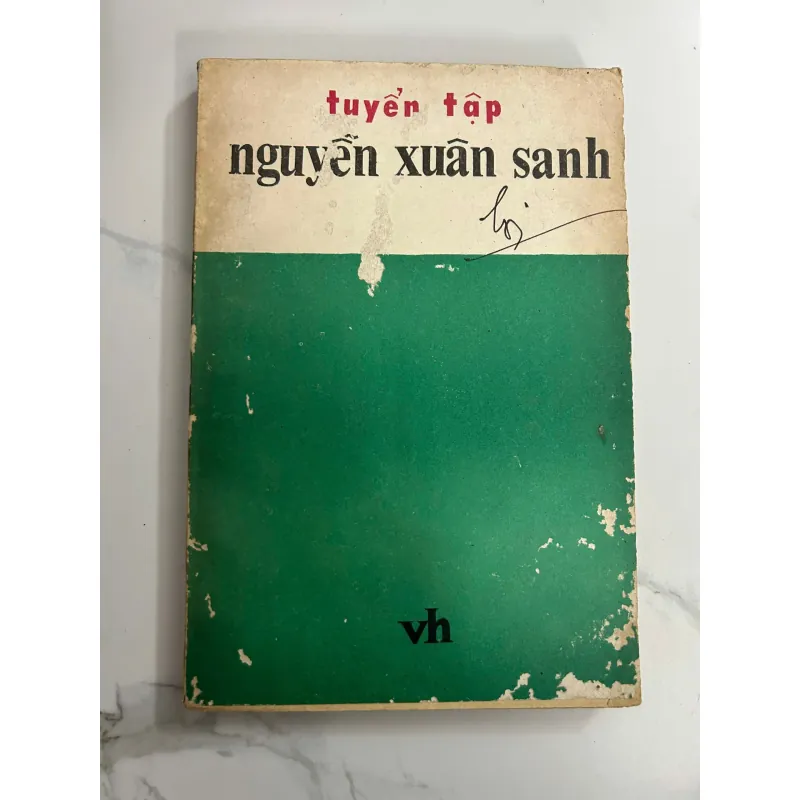 tuyển tập
nguyễn xuân sanh
vh